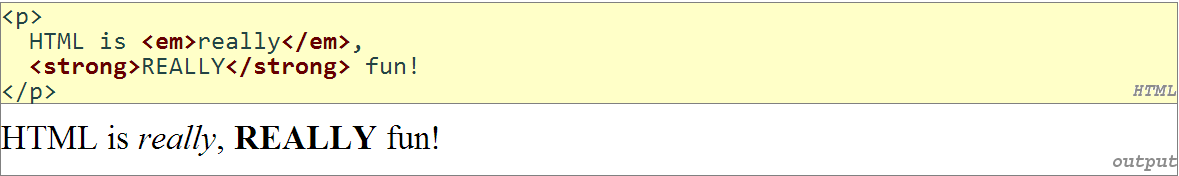 <p>
  HTML is <em>really</em>,
  <strong>REALLY</strong> fun!
</p>
HTML
HTML is really, REALLY fun!
output